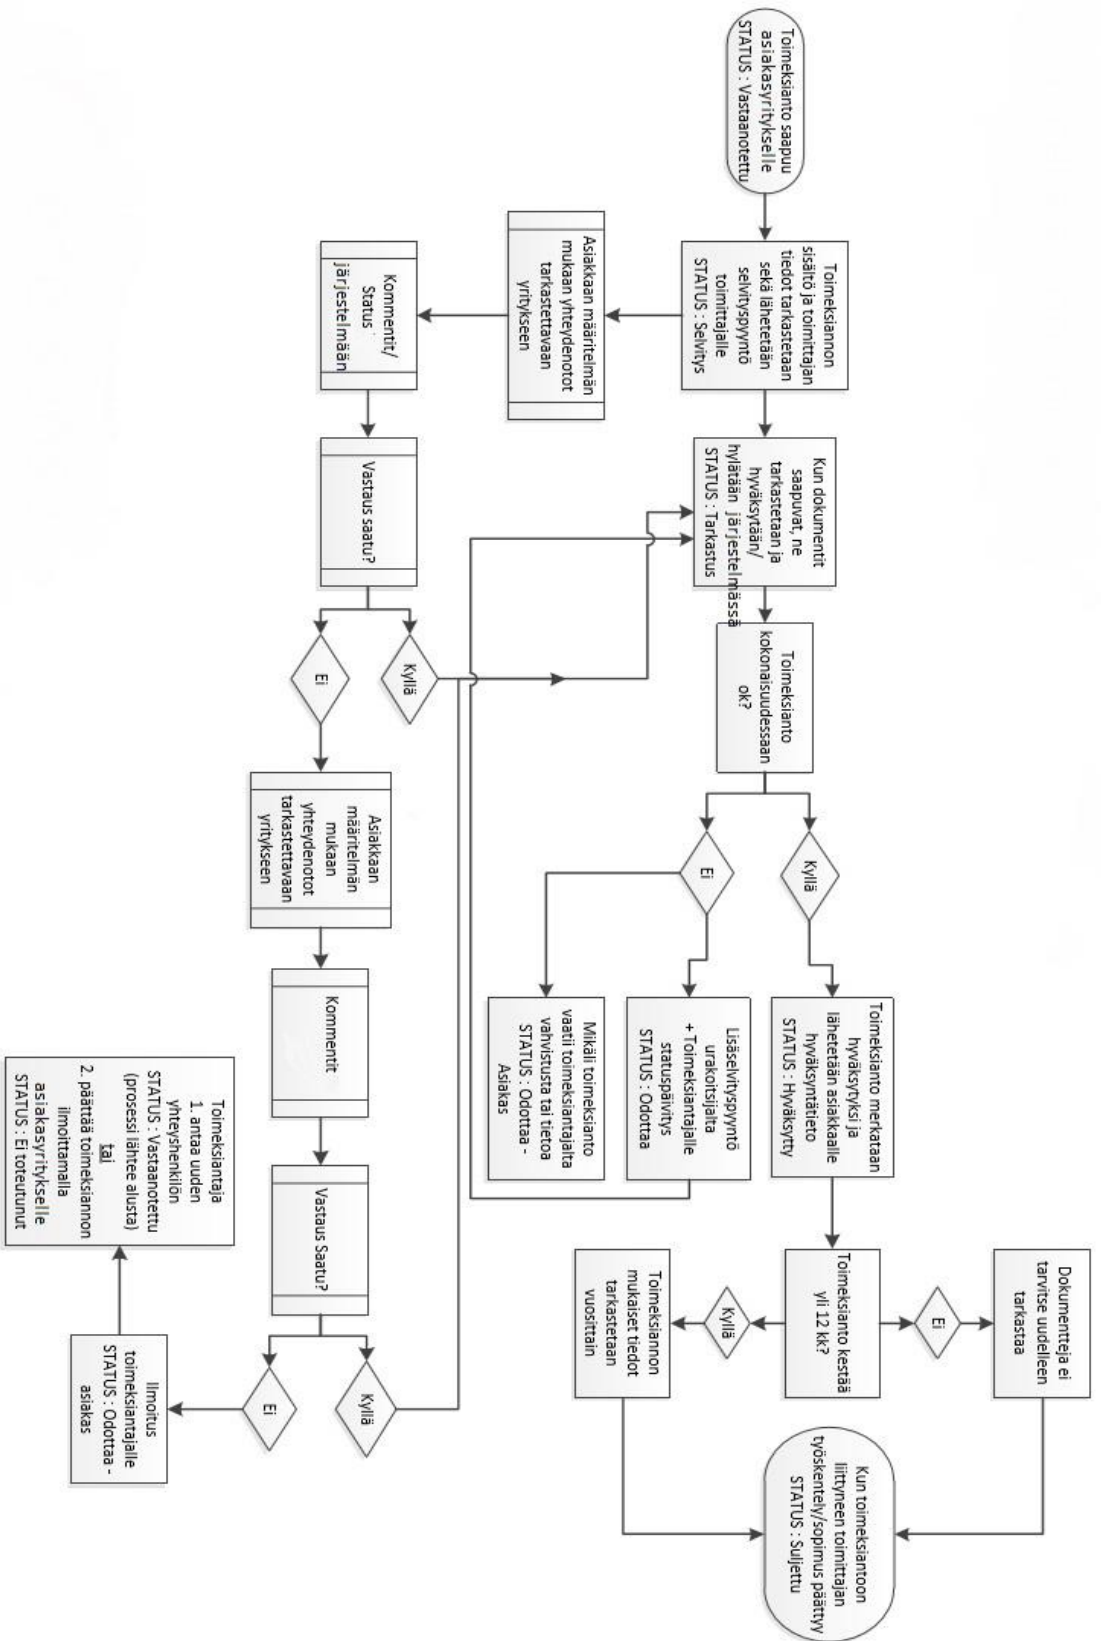 Toimeksianto saapuu
asiakasyritykselle
STATUS : Vastaanotettu
Toimeksiannon
sisältö ja toimittajan
tiedot tarkastetaan
sekä lähetetään
selvityspyyntö
toimittajalle
STATUS : Selvitys
Kun dokumentit
saapuvat, ne
tarkastetaan ja
hyväksytään/
hylätään järjestelmässä
STATUS : Tarkastus
Toimeksianto
kokonaisuudessaan
ok?
Kyllä
Ei
Toimeksianto merkataan
hyväksytyksi ja
lähetetään asiakkaalle
hyväksyntätieto
STATUS : Hyväksytty
Lisäselvityspyyntö
urakoitsijalta
+ Toimeksiantajalle
statuspäivitys
STATUS : Odottaa
Mikäli toimeksianto
vaatii toimeksiantajalta
vahvistusta tai tietoa
STATUS : Odottaa -
Asiakas
Toimeksianto kestää
yli 12 kk?
Ei
Kyllä
Dokumentteja ei
tarvitse uudelleen
tarkastaa
Toimeksiannon
mukaiset tiedot
tarkastetaan
vuosittain
Kun toimeksiantoon
liittyneen toimittajan
työskentely/sopimus päättyy
STATUS : Suljettu
Asiakkaan määritelmän
mukaan yhteydenotot
tarkastettavaan
yritykseen
Kommentit/
Status
järjestelmään
Vastaus saatu?
Kyllä
Ei
Asiakkaan
määritelmän
mukaan
yhteydenotot
tarkastettavaan
yritykseen
Kommentit
Vastaus Saatu?
Kyllä
Ei
Ilmoitus
toimeksiantajalle
STATUS : Odottaa -
asiakas
Toimeksiantaja
1. antaa uuden
yhteyshenkilön
STATUS : Vastaanotettu
(prosessi lähtee alusta)
tai
2. päättää toimeksiannon
ilmoittamalla
asiakasyritykselle
STATUS : Ei toteutunut